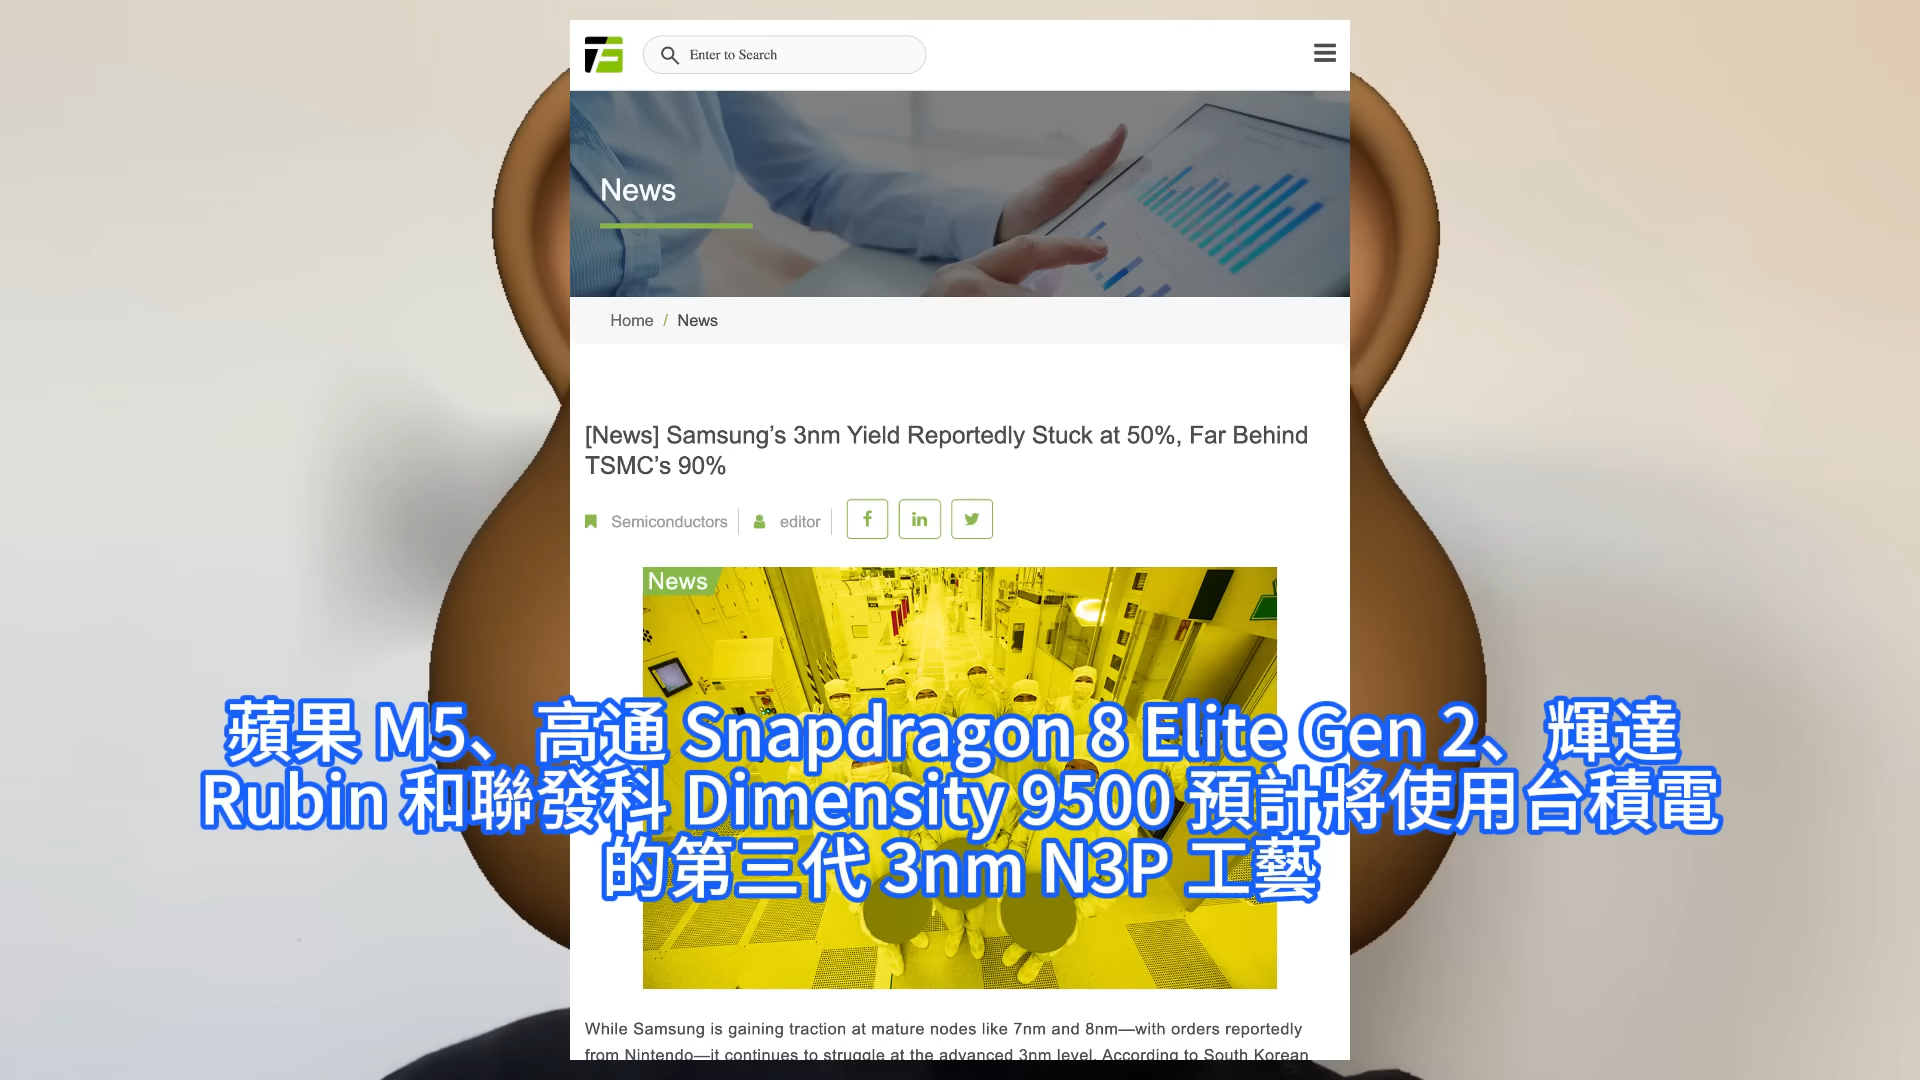 Enter to Search
News
Home / News
[News] Samsung’s 3nm Yield Reportedly Stuck at 50%, Far Behind
TSMC’s 90%
Semiconductors
editor
News
蘋果 M5、高通 Snapdragon 8 Elite Gen 2、輝達
Rubin 和聯發科 Dimensity 9500 預計將使用台積電
的第三代 3nm N3P 工藝
While Samsung is gaining traction at mature nodes like 7nm and 8nm—with orders reportedly
from Nintendo—it continues to struggle at the advanced 3nm level. According to South Korean